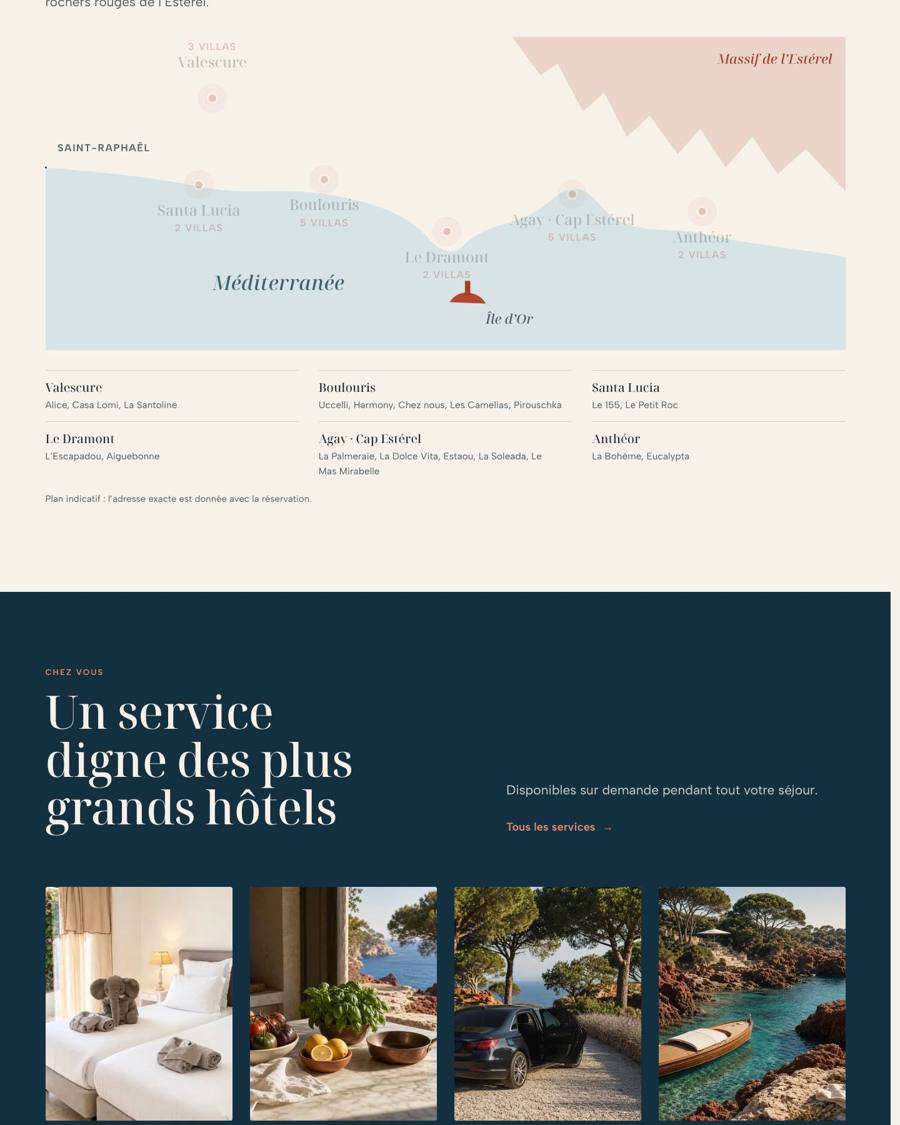 rochers rouges de l'Estérel.
3 VILLAS
Valescure
Massif de l'Estérel
SAINT-RAPHAËL
Santa Lucia
2 VILLAS
Boulouris
5 VILLAS
Agay · Cap Estérel
5 VILLAS
Anthéor
2 VILLAS
Le Dramont
2 VILLAS
Méditerranée
Île d'Or
Valescure
Alice, Casa Lomi, La Santoline
Boulouris
Uccelli, Harmony, Chez nous, Les Camelias, Pirouschka
Santa Lucia
Le 155, Le Petit Roc
Le Dramont
L'Escapadou, Aiguebonne
Agay · Cap Estérel
La Palmeraie, La Dolce Vita, Estaou, La Soleada, Le
Mas Mirabelle
Anthéor
La Bohème, Eucalypta
Plan indicatif : l'adresse exacte est donnée avec la réservation.
CHEZ VOUS
Un service
digne des plus
grands hôtels
Disponibles sur demande pendant tout votre séjour.
Tous les services →